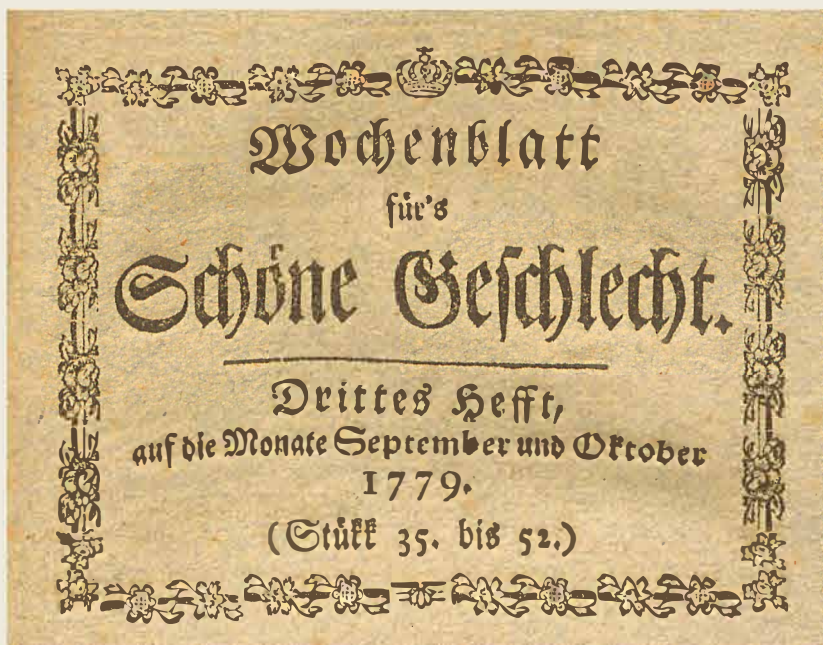 Wochenblatt
für's
Schöne Geschlecht.
Drittes Hefft,
auf die Monate September und Oktober
1779.
(Stükk 35. bis 52.)